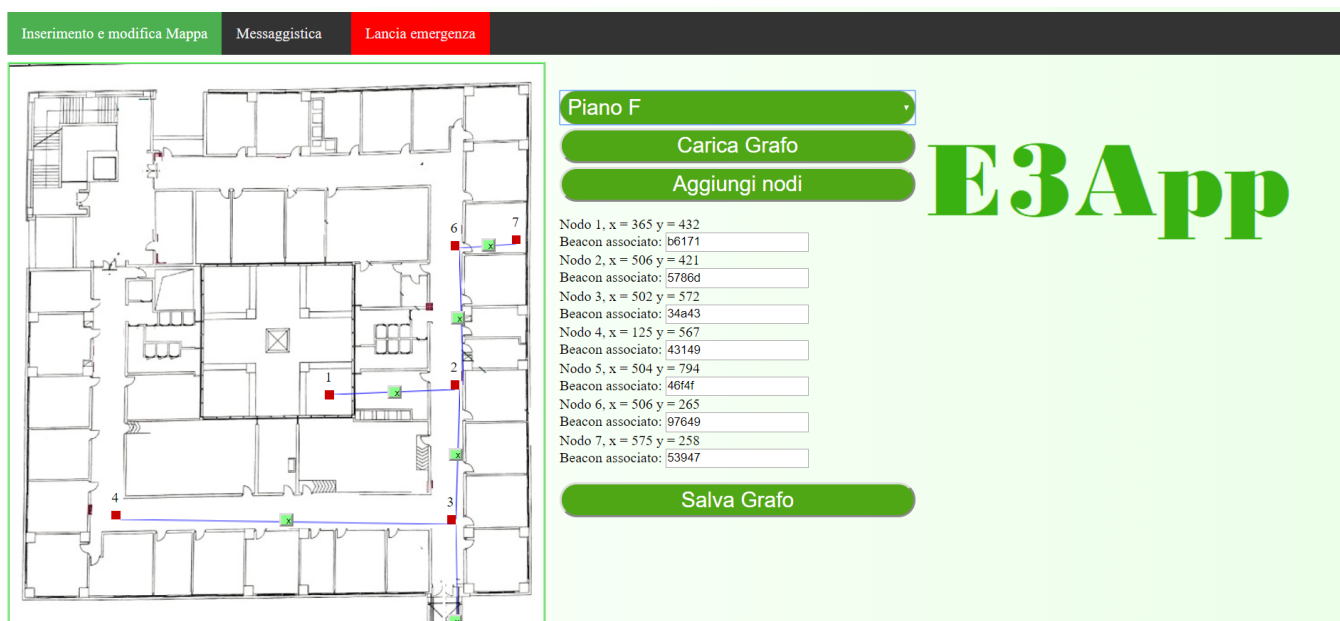 Inserimento e modifica Mappa Messaggistica Lancia emergenza
Piano F
Carica Grafo
Aggiungi nodi
E3App
Nodo 1, x = 365 y = 432
Beacon associato: b6171
Nodo 2, x = 506 y = 421
Beacon associato: 5786d
Nodo 3, x = 502 y = 572
Beacon associato: 34a43
Nodo 4, x = 125 y = 567
Beacon associato: 43149
Nodo 5, x = 504 y = 794
Beacon associato: 46f4f
Nodo 6, x = 506 y = 265
Beacon associato: 97649
Nodo 7, x = 575 y = 258
Beacon associato: 53947
Salva Grafo
6
7
x
x
1
2
x
x
4
3
x